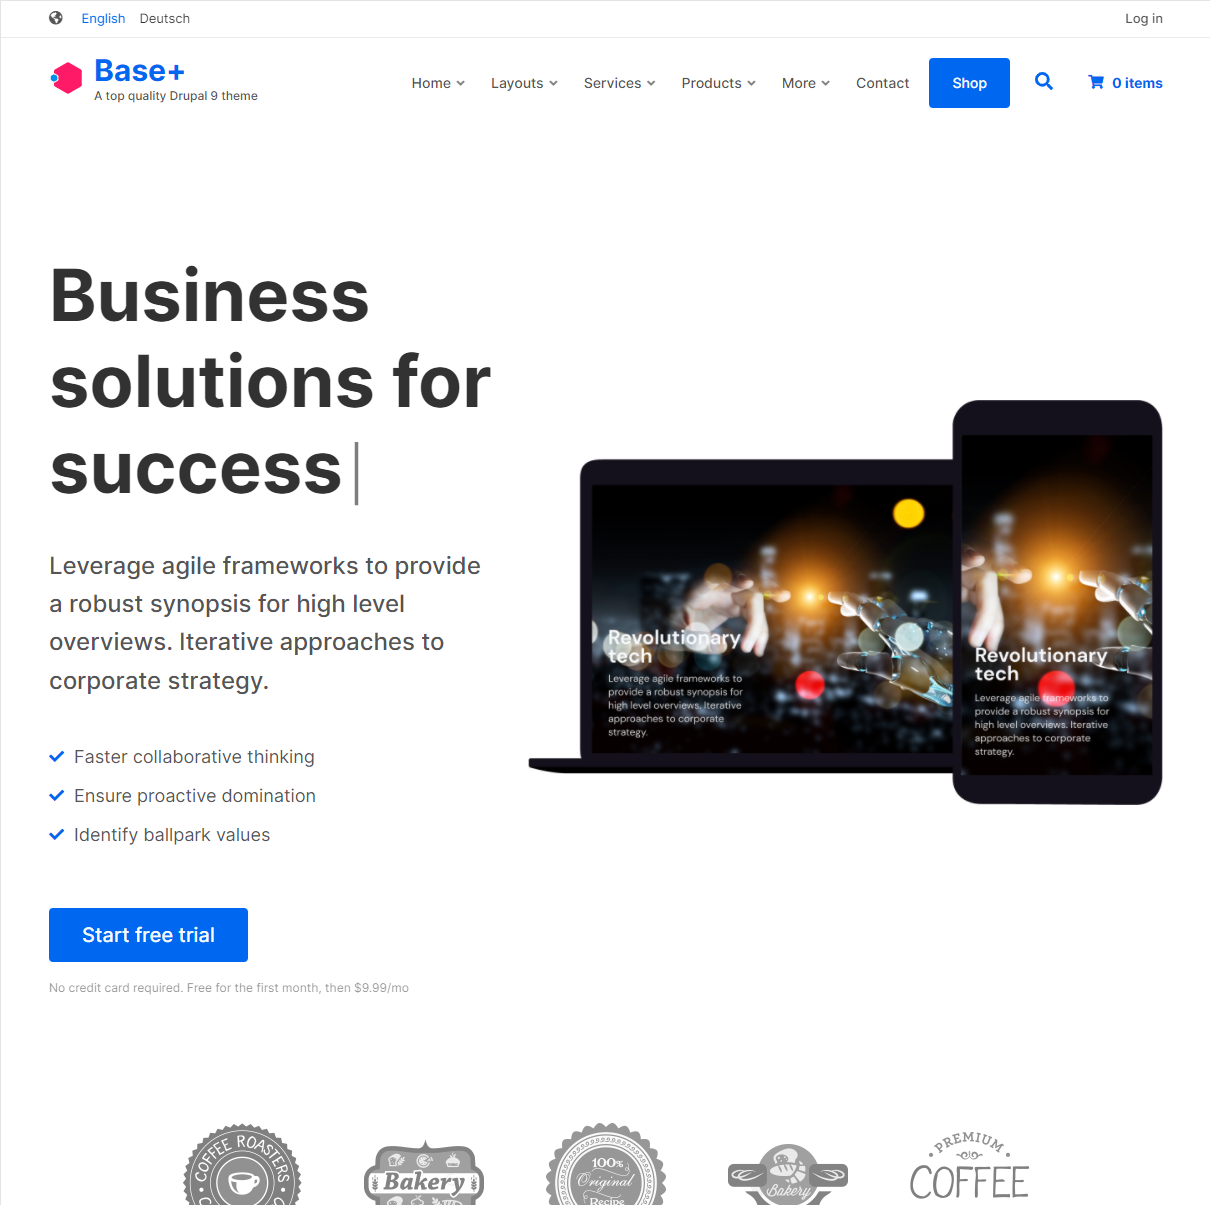 English Deutsch Log in
Base+
A top quality Drupal 9 theme
Home Layouts Services Products More Contact Shop 0 items
Business
solutions for
success
Leverage agile frameworks to provide
a robust synopsis for high level
overviews. Iterative approaches to
corporate strategy.
Faster collaborative thinking
Ensure proactive domination
Identify ballpark values
Start free trial
No credit card required. Free for the first month, then $9.99/mo
Revolutionary
tech
Leverage agile frameworks to
provide a robust synopsis for
high level overviews. Iterative
approaches to corporate
strategy.
Revolutionary
tech
Leverage agile frameworks to
provide a robust synopsis for
high level overviews. Iterative
approaches to corporate
strategy.
COFFEE ROASTERS
Bakery
100%
Original
Recipe
Bakery
PREMIUM
COFFEE